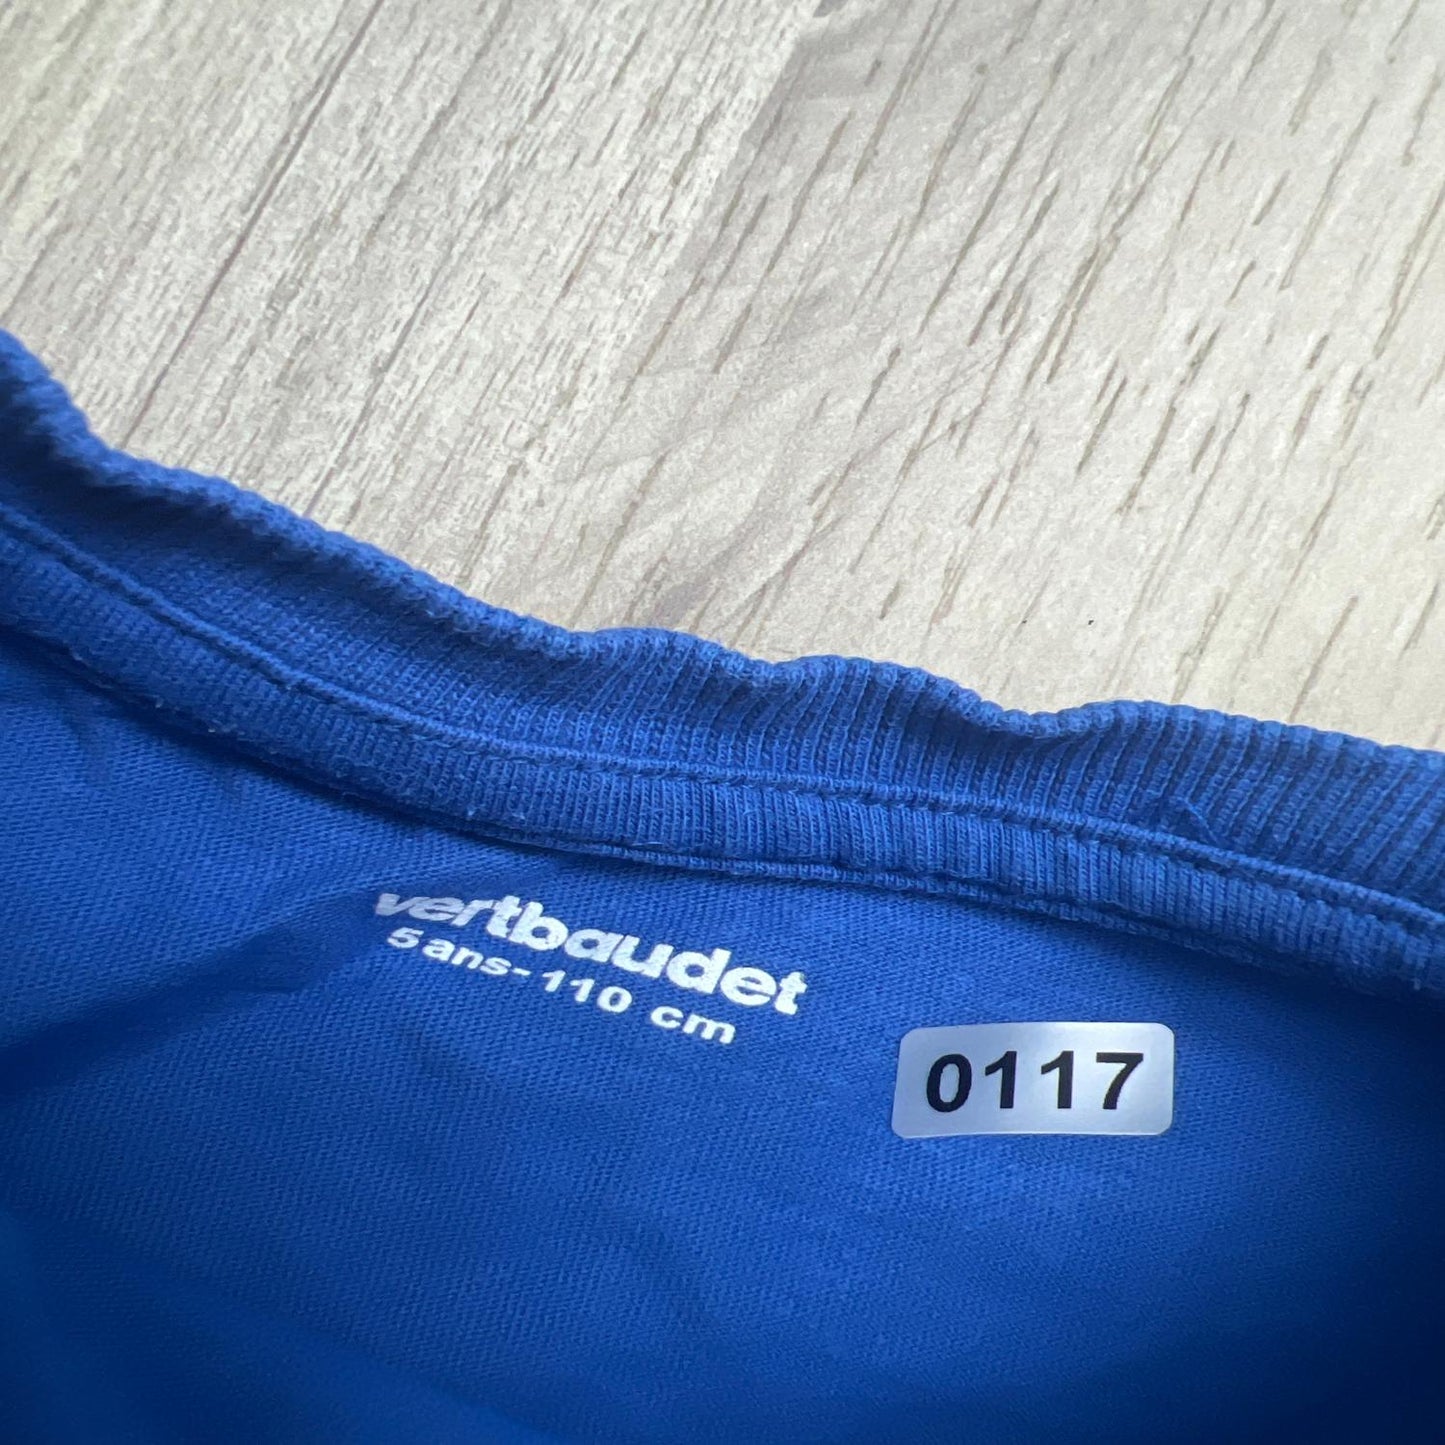 vertbaudet
5 ans - 110 cm
0117